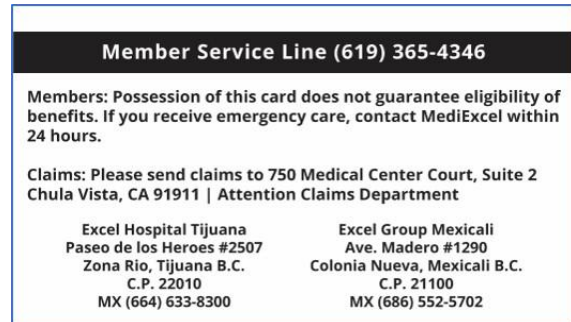 Member Service Line (619) 365-4346
Members: Possession of this card does not guarantee eligibility of
benefits. If you receive emergency care, contact MediExcel within
24 hours.
Claims: Please send claims to 750 Medical Center Court, Suite 2
Chula Vista, CA 91911 | Attention Claims Department
Excel Hospital Tijuana
Paseo de los Heroes #2507
Zona Rio, Tijuana B.C.
C.P. 22010
MX (664) 633-8300
Excel Group Mexicali
Ave. Madero #1290
Colonia Nueva, Mexicali B.C.
C.P. 21100
MX (686) 552-5702